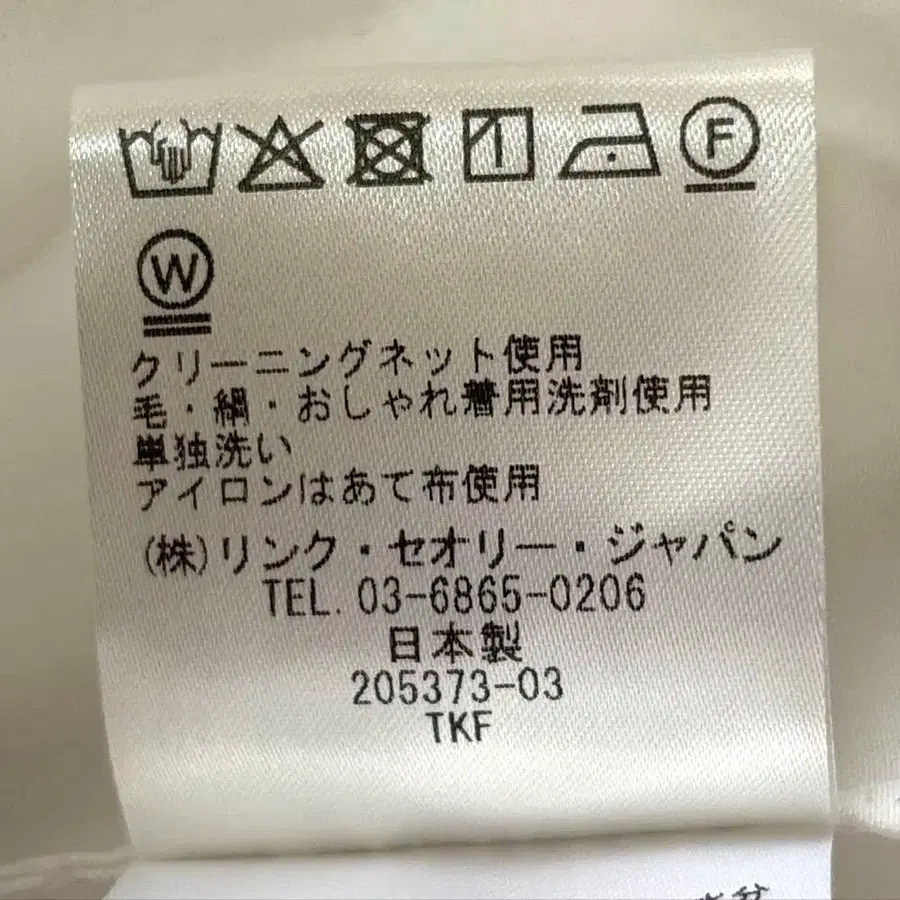 F
W
クリーニングネット使用
毛・絹・おしゃれ着用洗剤使用
単独洗い
アイロンはあて布使用
(株)リンク・セオリー・ジャパン
TEL. 03-6865-0206
日本製
205373-03
TKF